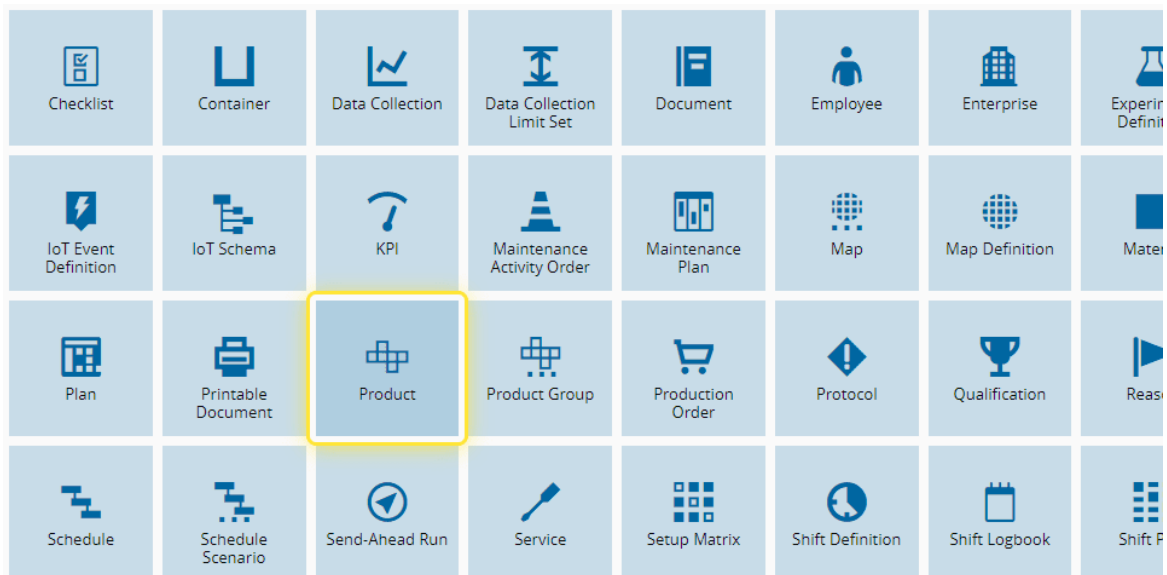 Checklist
Container
Data Collection
Data Collection
Limit Set
Document
Employee
Enterprise
IoT Event
Definition
IoT Schema
KPI
Maintenance
Activity Order
Maintenance
Plan
Map
Map Definition
Plan
Printable
Document
Product
Product Group
Production
Order
Protocol
Qualification
Schedule
Schedule
Scenario
Send-Ahead Run
Service
Setup Matrix
Shift Definition
Shift Logbook
Shift